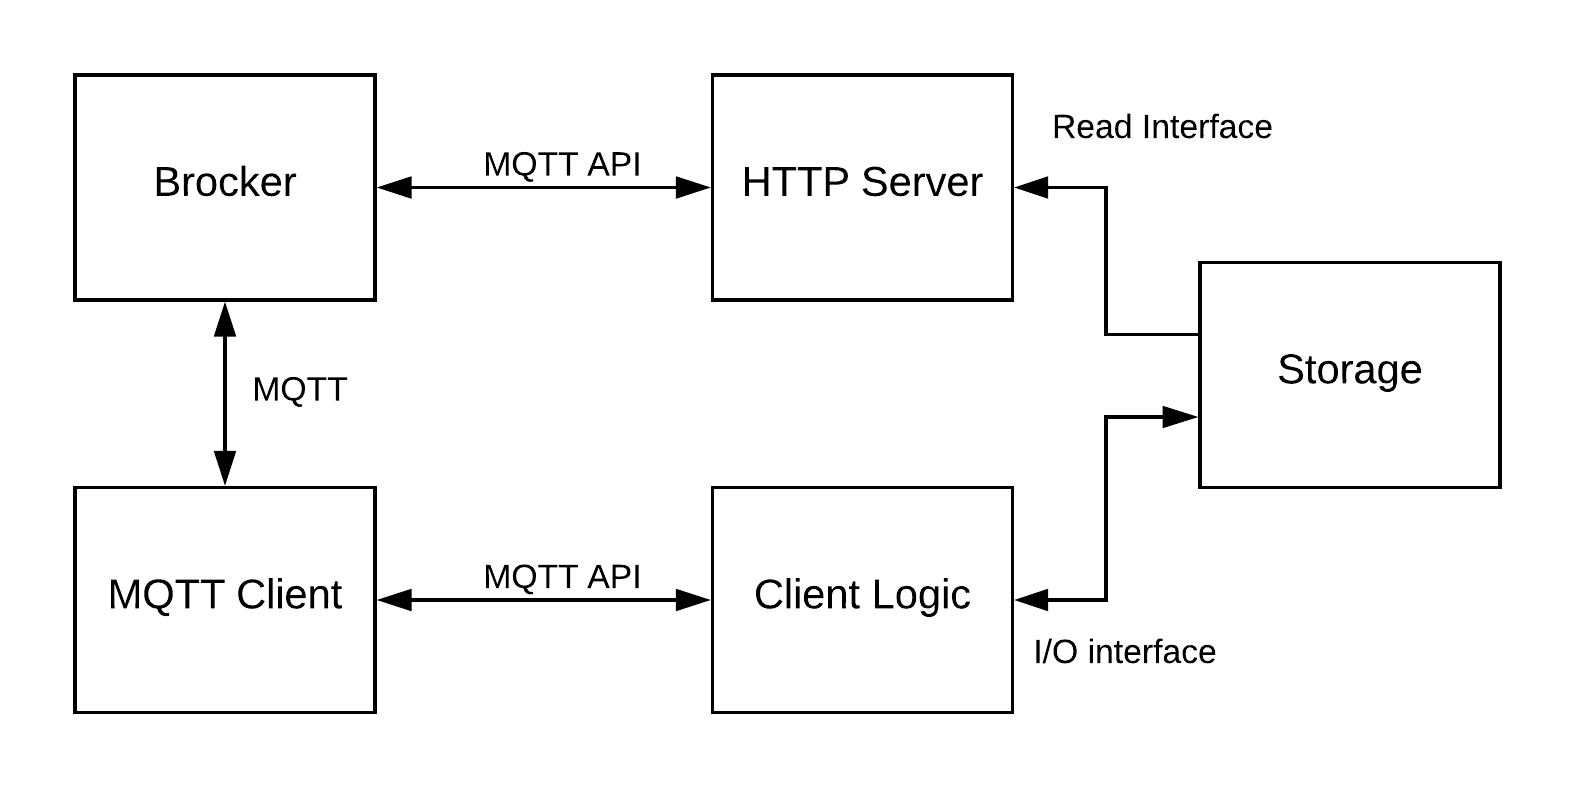 Brocker
MQTT API
HTTP Server
Read Interface
MQTT
Storage
MQTT Client
MQTT API
Client Logic
I/O interface